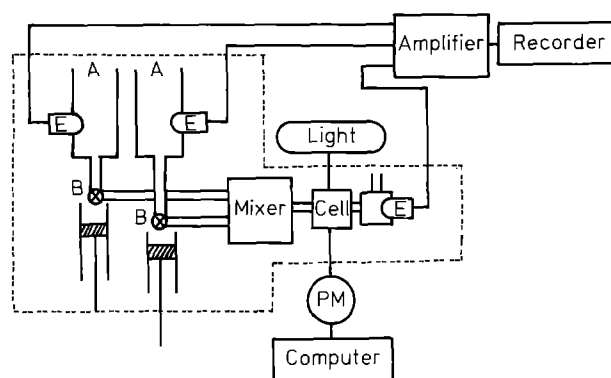 Amplifier
Recorder
A
A
E
E
Light
B
Mixer
Cell
E
B
PM
Computer